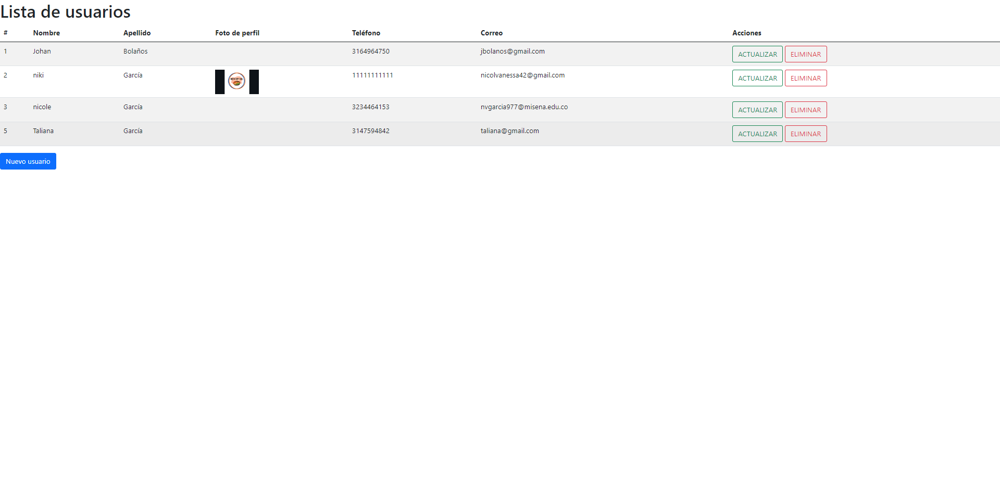 Lista de usuarios
# Nombre Apellido Foto de perfil Teléfono Correo Acciones
1 Johan Bolaños 3164964750 jbolanos@gmail.com ACTUALIZAR ELIMINAR
2 niki García 11111111111 nicolvanessa42@gmail.com ACTUALIZAR ELIMINAR
3 nicole García 3234464153 nvgarcia977@misena.edu.co ACTUALIZAR ELIMINAR
5 Taliana García 3147594842 taliana@gmail.com ACTUALIZAR ELIMINAR
Nuevo usuario